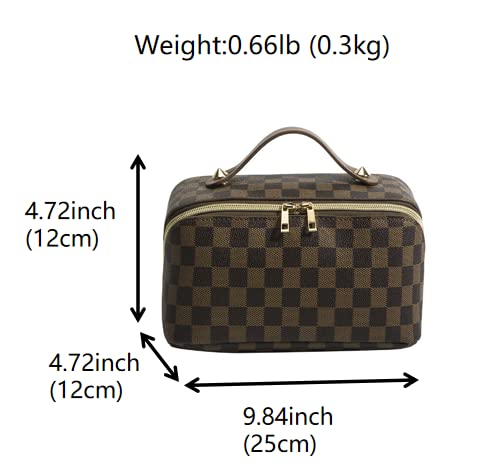 Weight:0.66lb (0.3kg)
4.72inch
(12cm)
4.72inch
(12cm)
9.84inch
(25cm)